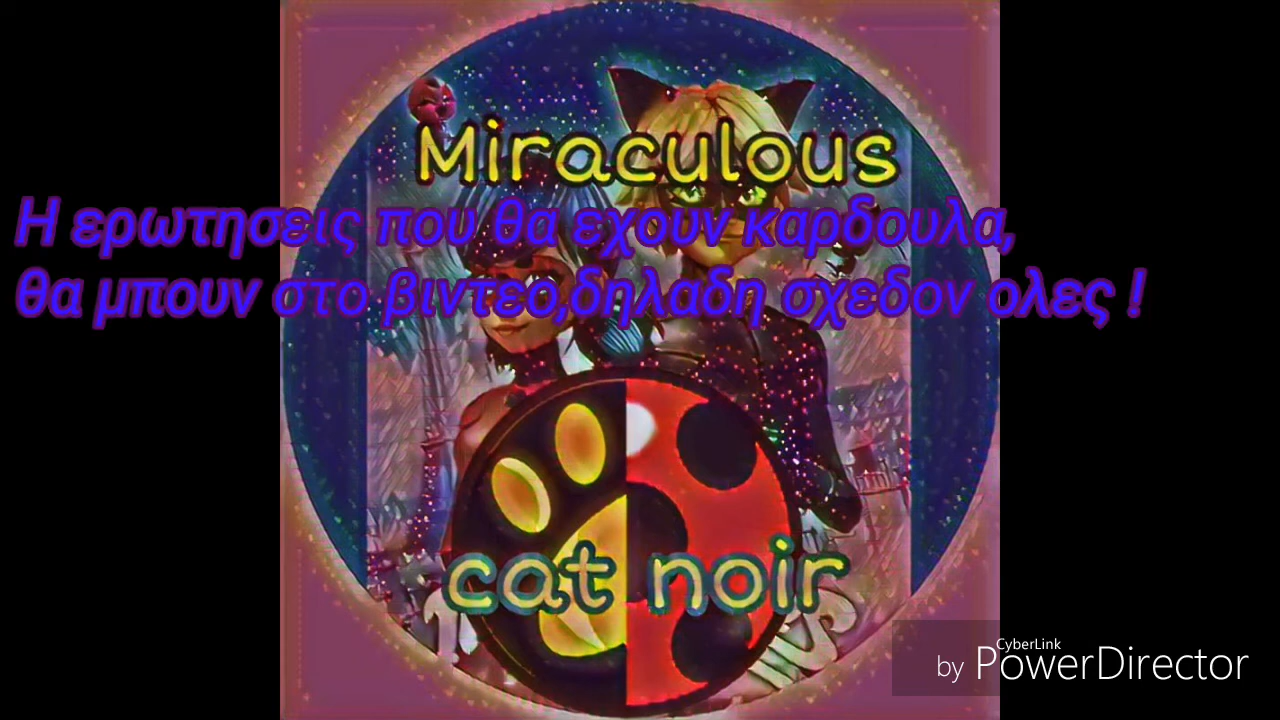 Miraculous
Η ερωτησεις που θα εχουν καρδουλα,
θα μπουν στο βιντεο,δηλαδη σχεδον ολες !
cat noir
CyberLink
by PowerDirector